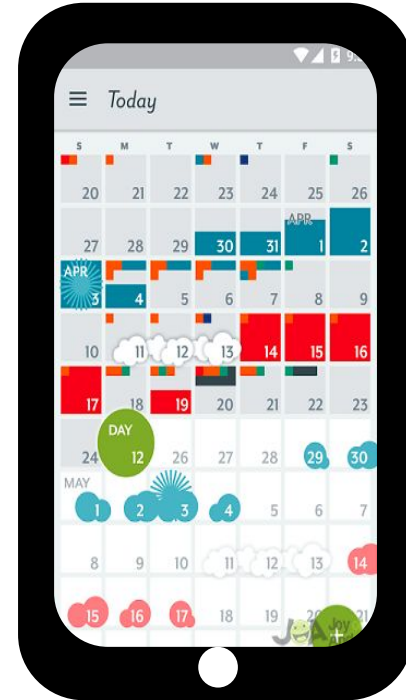 9:
Today
S M T W T F S
20 21 22 23 24 25 26
APR
27 28 29 30 31 1 2
APR
3 4 5 6 7 8 9
10 11 12 13 14 15 16
17 18 19 20 21 22 23
DAY
24 12 26 27 28 29 30
MAY
1 2 3 4 5 6 7
8 9 10 11 12 13 14
15 16 17 18 19 20 21
+
Joy